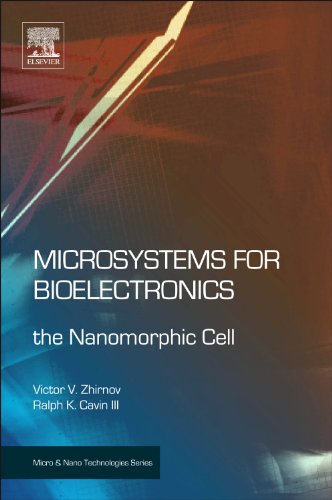 ELSEVIER
MICROSYSTEMS FOR
BIOELECTRONICS
the Nanomorphic Cell
Victor V. Zhirnov
Ralph K. Cavin III
Micro & Nano Technologies Series